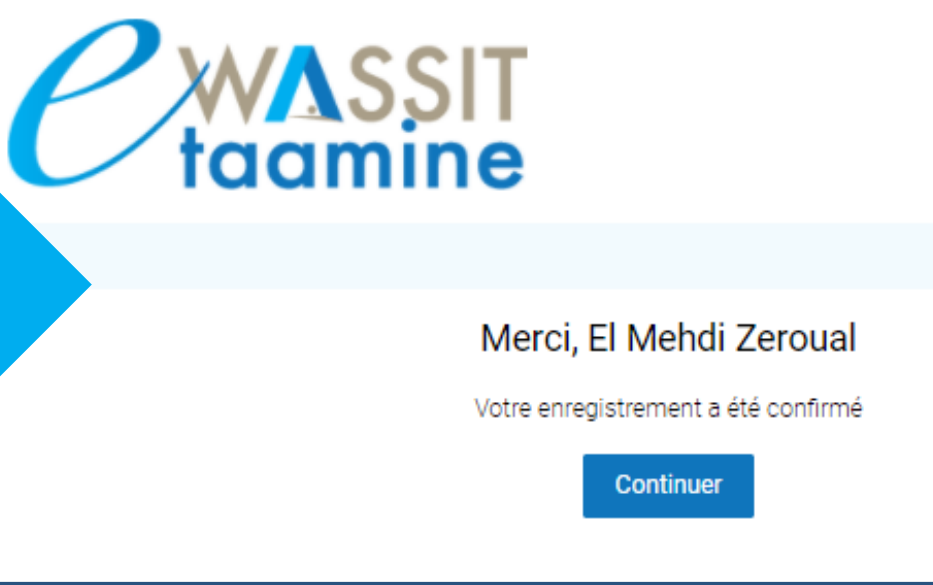 eWASSIT
taamine
Merci, El Mehdi Zeroual
Votre enregistrement a été confirmé
Continuer